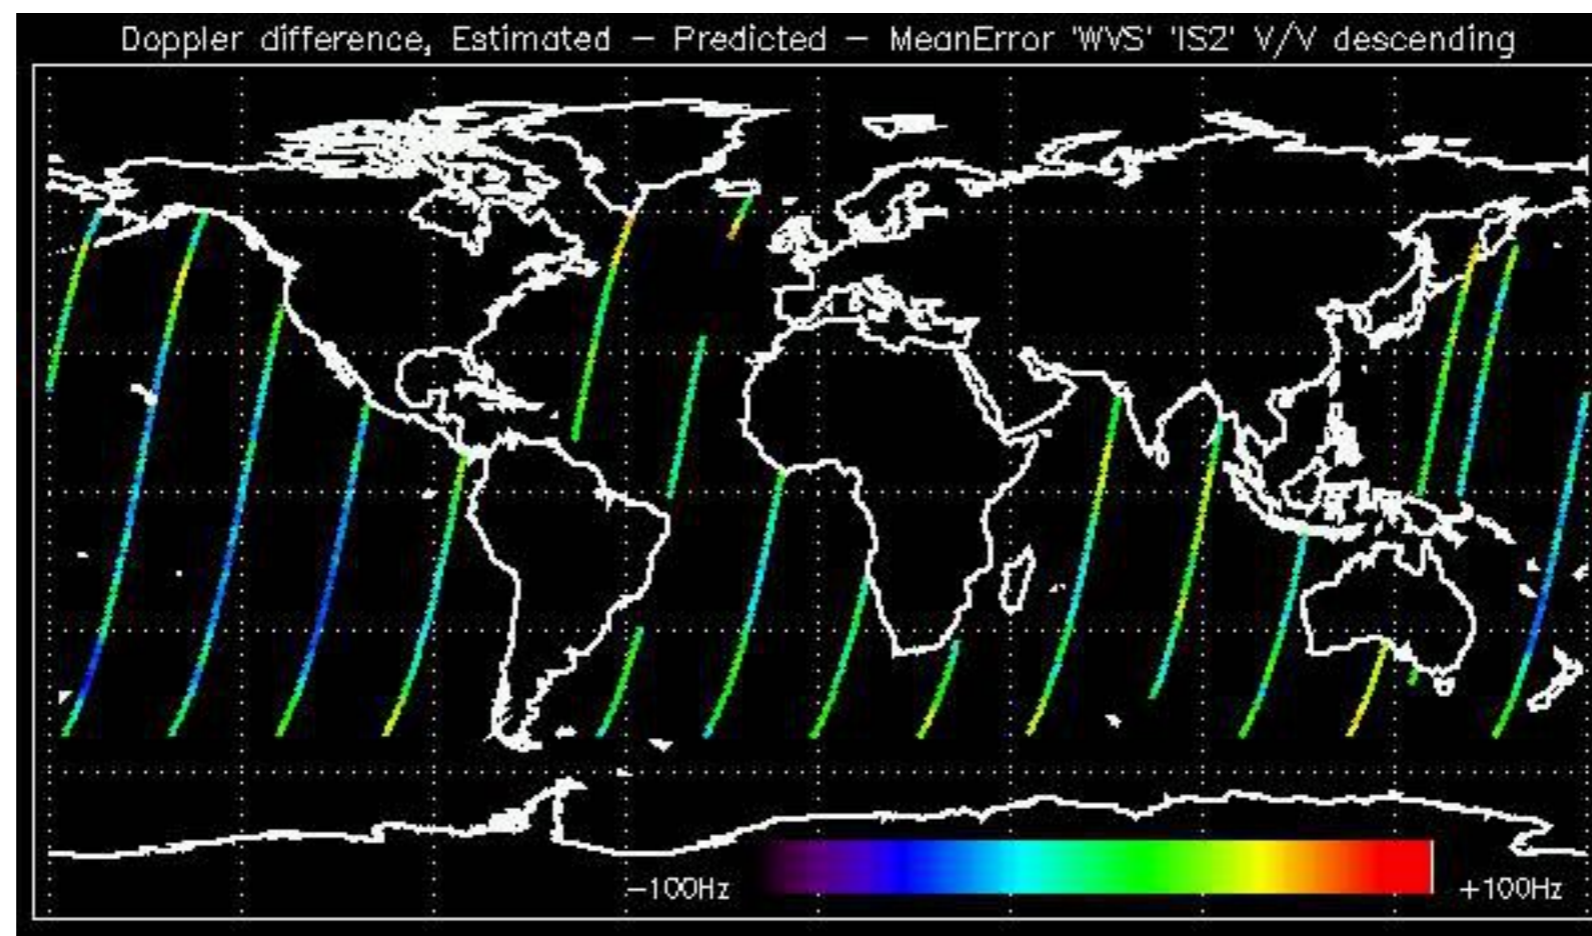 Doppler difference, Estimated – Predicted – MeanError 'WVS' 'IS2' V/V descending
–100Hz +100Hz